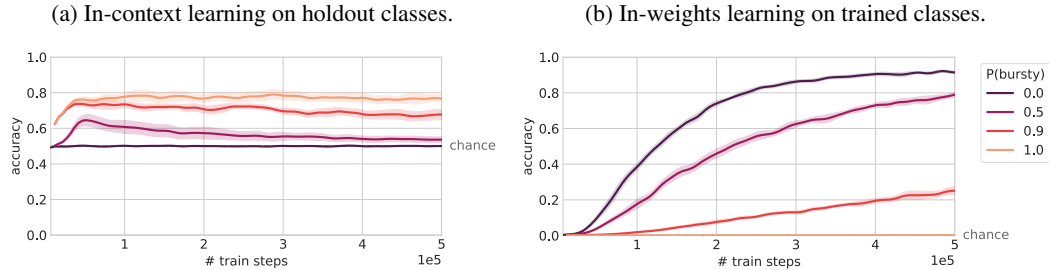 (a) In-context learning on holdout classes.
1.0
0.8
0.6
0.4
0.2
0.0
accuracy
1 2 3 4 5
# train steps
1e5
chance
(b) In-weights learning on trained classes.
1.0
0.8
0.6
0.4
0.2
0.0
accuracy
1 2 3 4 5
# train steps
1e5
chance
P(bursty)
0.0
0.5
0.9
1.0